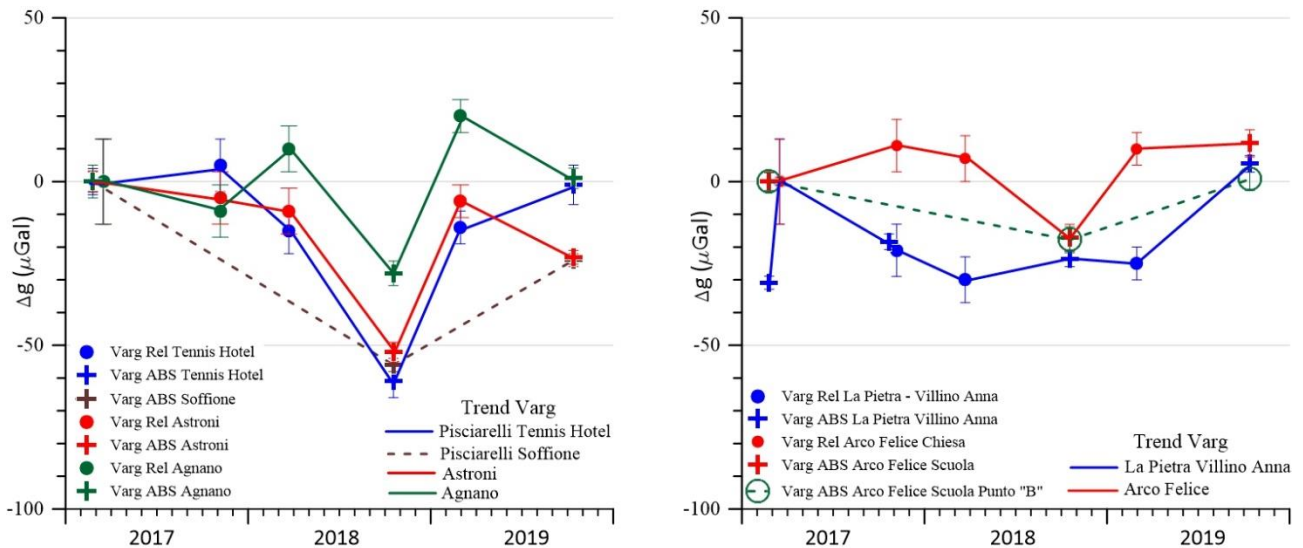 50
0
-50
-100
Δg (μGal)
Varg Rel Tennis Hotel
Varg ABS Tennis Hotel
Varg ABS Soffione
Varg Rel Astroni
Varg ABS Astroni
Varg Rel Agnano
Varg ABS Agnano
Trend Varg
Pisciarelli Tennis Hotel
Pisciarelli Soffione
Astroni
Agnano
2017 2018 2019
50
0
-50
-100
Δg (μGal)
Varg Rel La Pietra - Villino Anna
Varg ABS La Pietra Villino Anna
Varg Rel Arco Felice Chiesa
Varg ABS Arco Felice Scuola
Varg ABS Arco Felice Scuola Punto "B"
Trend Varg
La Pietra Villino Anna
Arco Felice
2017 2018 2019